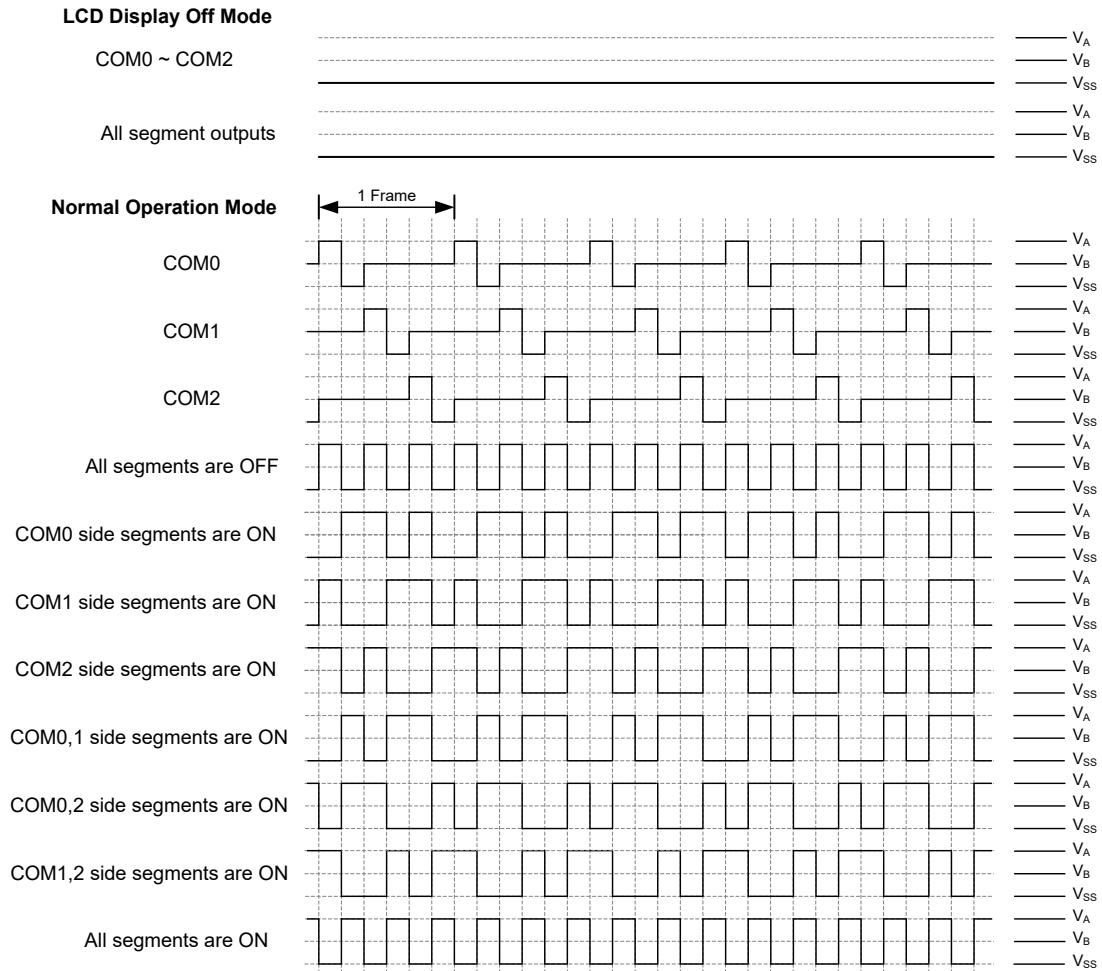 LCD Display Off Mode
COM0 ~ COM2
V_A
V_B
V_SS
All segment outputs
V_A
V_B
V_SS
Normal Operation Mode
1 Frame
COM0
V_A
V_B
V_SS
COM1
V_A
V_B
V_SS
COM2
V_A
V_B
V_SS
All segments are OFF
V_A
V_B
V_SS
COM0 side segments are ON
V_A
V_B
V_SS
COM1 side segments are ON
V_A
V_B
V_SS
COM2 side segments are ON
V_A
V_B
V_SS
COM0,1 side segments are ON
V_A
V_B
V_SS
COM0,2 side segments are ON
V_A
V_B
V_SS
COM1,2 side segments are ON
V_A
V_B
V_SS
All segments are ON
V_A
V_B
V_SS